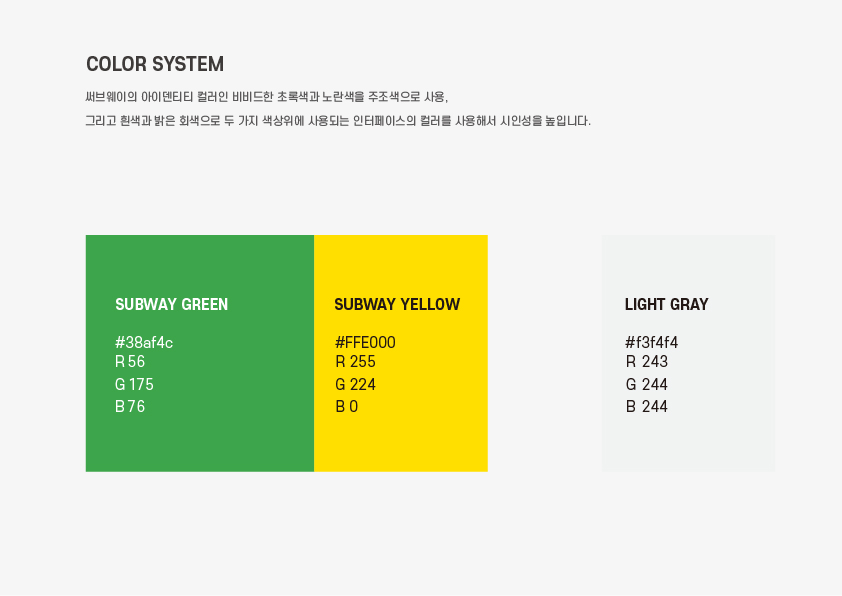 COLOR SYSTEM
써브웨이의 아이덴티티 컬러인 비비드한 초록색과 노란색을 주조색으로 사용,
그리고 흰색과 밝은 회색으로 두 가지 색상위에 사용되는 인터페이스의 컬러를 사용해서 시인성을 높입니다.
SUBWAY GREEN
#38af4c
R 56
G 175
B 76
SUBWAY YELLOW
#FFE000
R 255
G 224
B 0
LIGHT GRAY
#f3f4f4
R 243
G 244
B 244